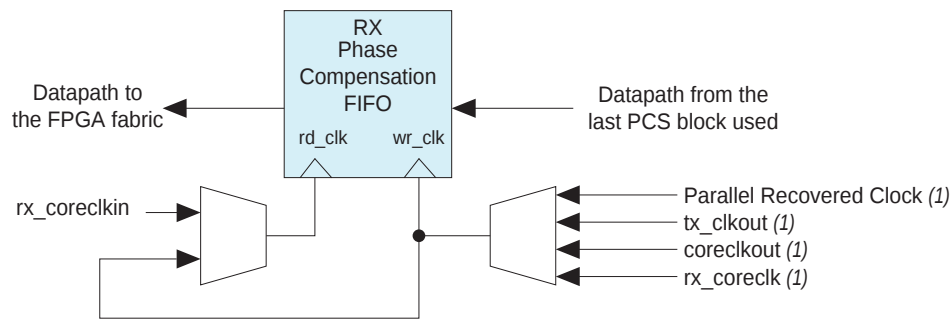 RX
Phase
Compensation
FIFO
Datapath to
the FPGA fabric
Datapath from the
last PCS block used
rd_clk
wr_clk
rx_coreclkin
Parallel Recovered Clock (1)
tx_clkout (1)
coreclkout (1)
rx_coreclk (1)